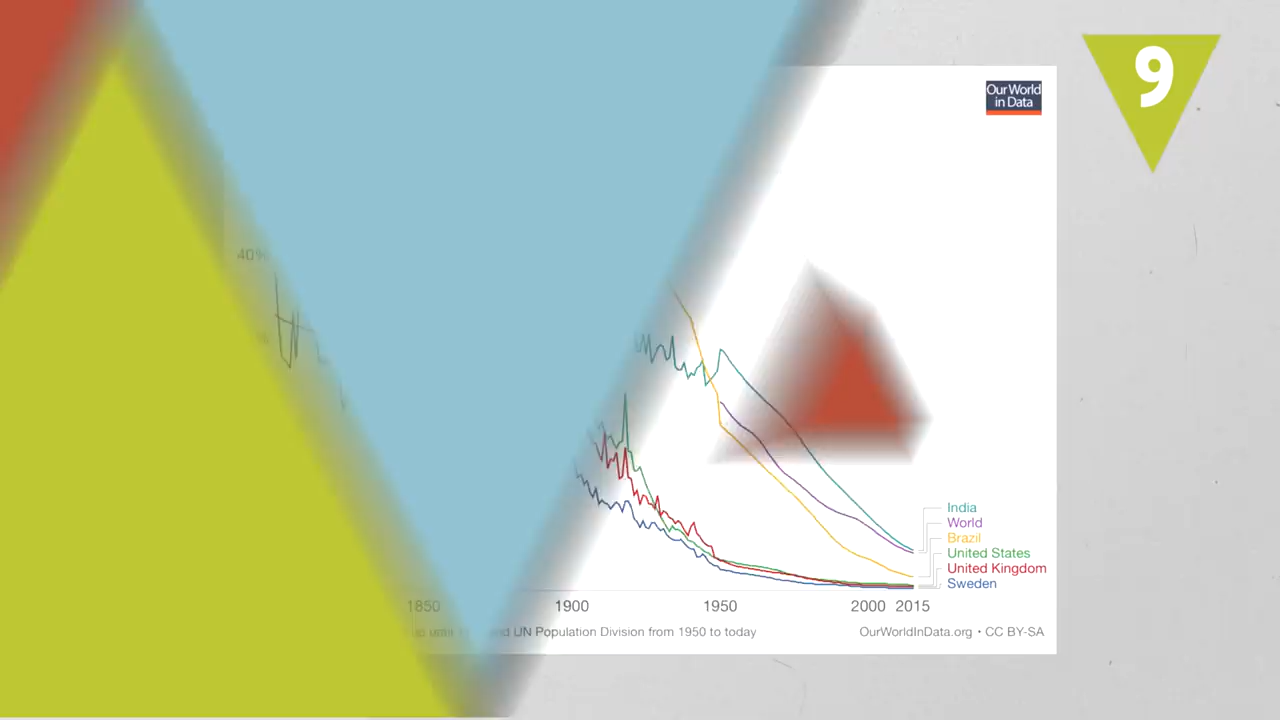 9
Our World
in Data
40%
India
World
Brazil
United States
United Kingdom
Sweden
1850 1900 1950 2000 2015
UN Population Division from 1950 to today
OurWorldInData.org • CC BY-SA